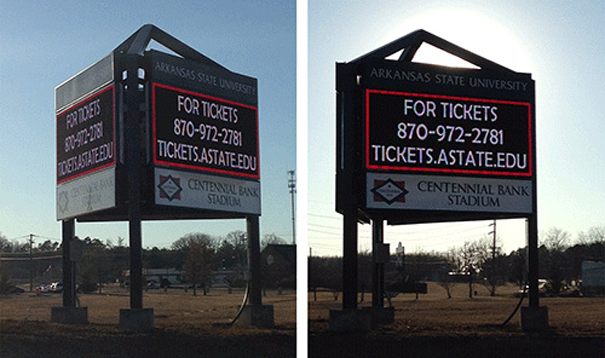 ARKANSAS STATE UNIVERSITY
FOR TICKETS
870-972-2781
TICKETS.ASTATE.EDU
CENTENNIAL BANK
STADIUM
FOR TICKETS
870-972-2781
TICKETS.ASTATE.EDU
CENTENNIAL BANK
STADIUM
ARKANSAS STATE UNIVERSITY
FOR TICKETS
870-972-2781
TICKETS.ASTATE.EDU
CENTENNIAL BANK
STADIUM